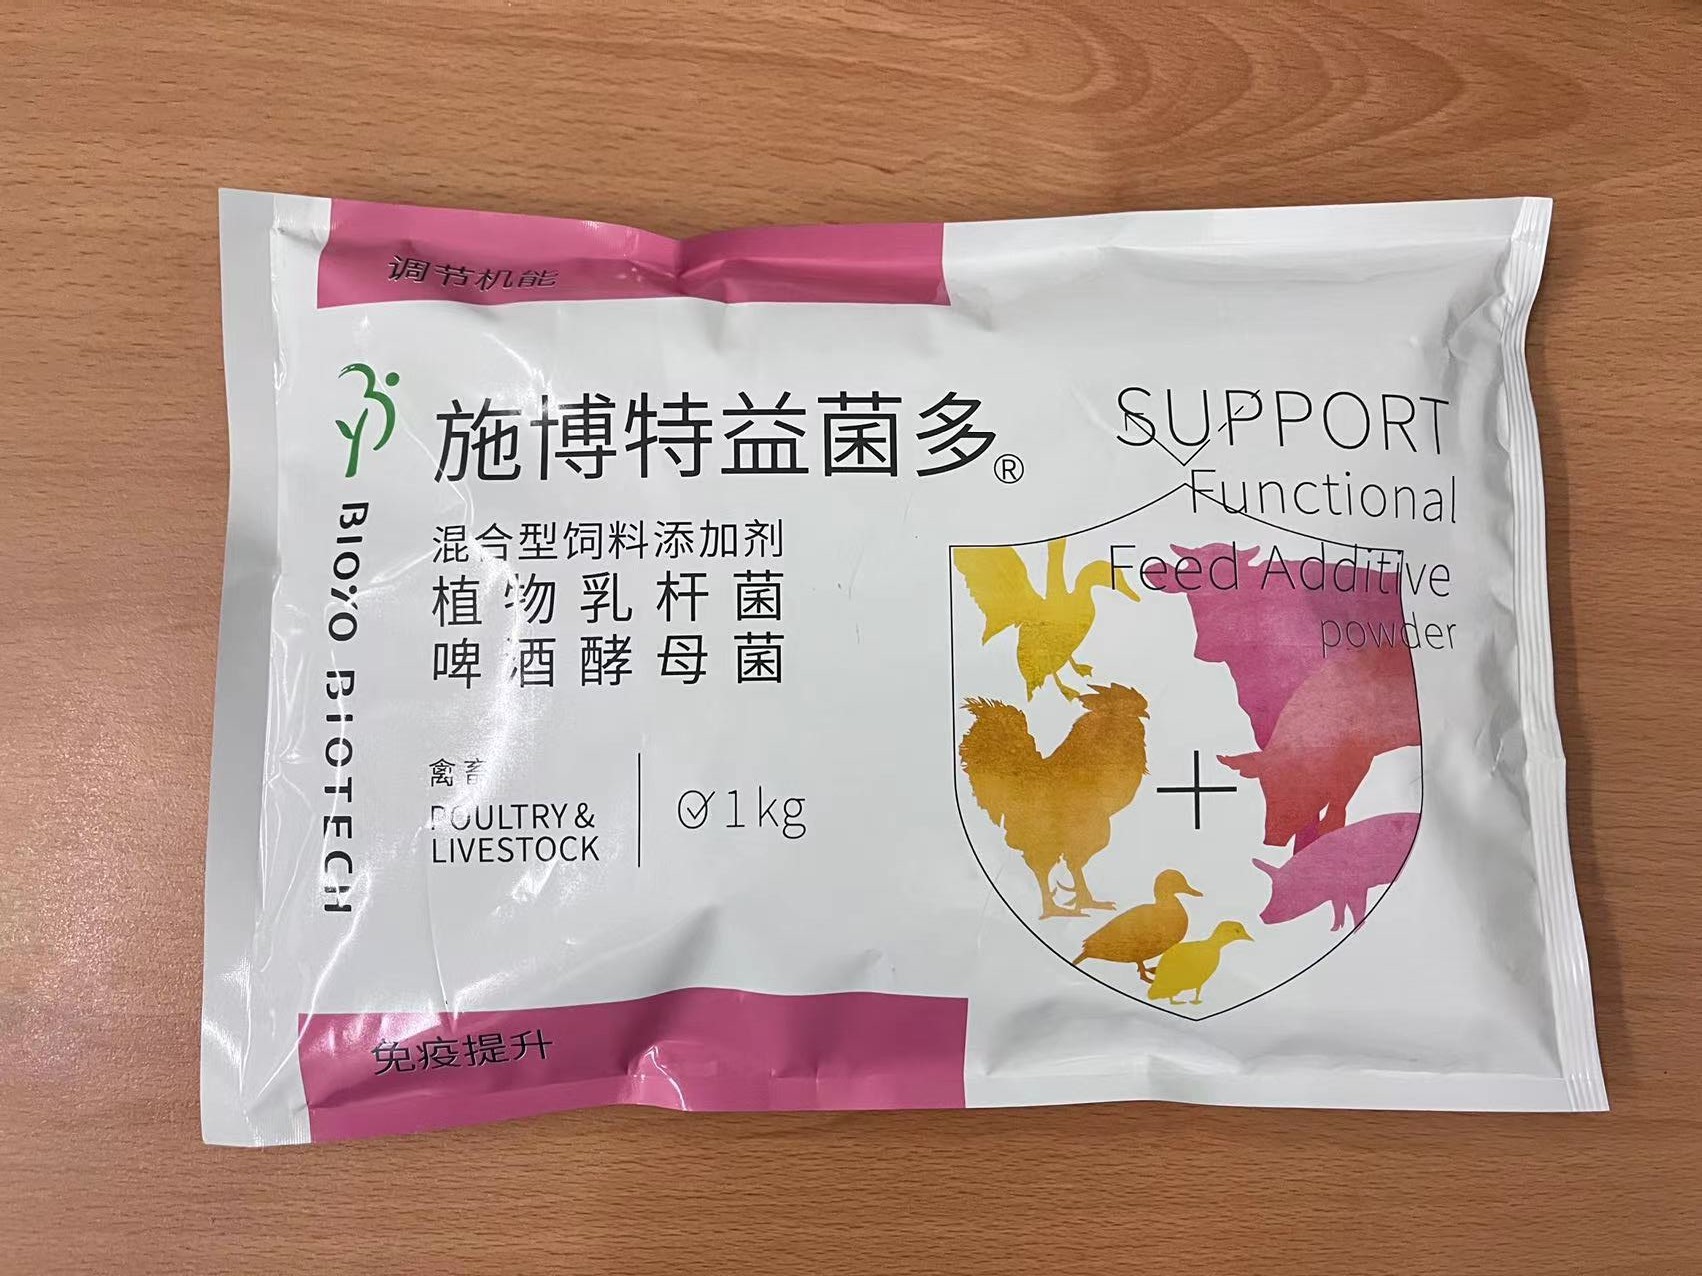 调节机能
施博特益菌多®
混合型饲料添加剂
植物乳杆菌
啤酒酵母菌
禽畜
POULTRY &
LIVESTOCK
1kg
BIO%O BIOTECH
SUPPORT
Functional
Feed Additive
powder
免疫提升